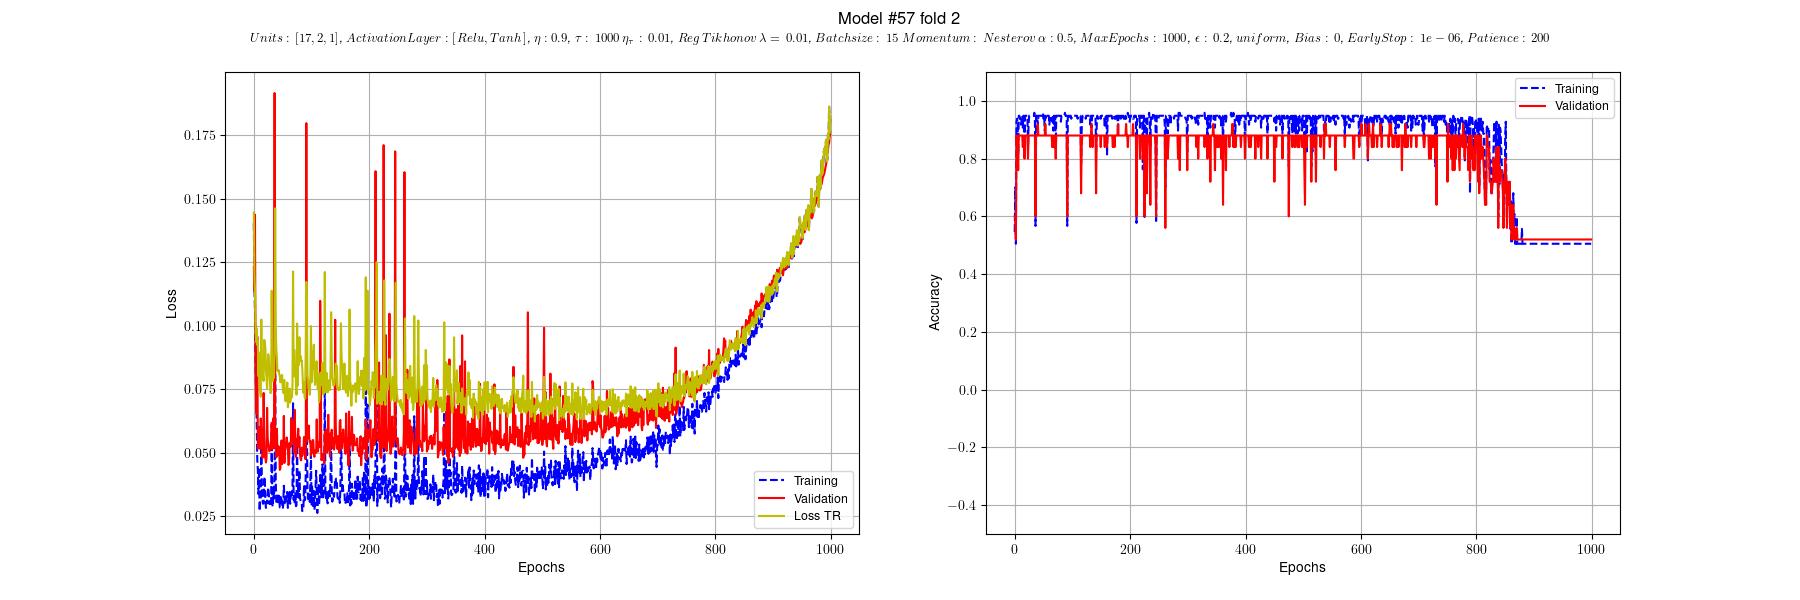 Model #57 fold 2
Units : [17, 2, 1], ActivationLayer : [Relu, Tanh], η : 0.9, τ : 1000 ητ : 0.01, Reg Tikhonov λ = 0.01, Batchsize : 15 Momentum : Nesterov α : 0.5, MaxEpochs : 1000, ϵ : 0.2, uniform, Bias : 0, EarlyStop : 1e − 06, Patience : 200
Loss
0.175
0.150
0.125
0.100
0.075
0.050
0.025
Training
Validation
Loss TR
0 200 400 600 800 1000
Epochs
Accuracy
1.0
0.8
0.6
0.4
0.2
0.0
−0.2
−0.4
Training
Validation
0 200 400 600 800 1000
Epochs